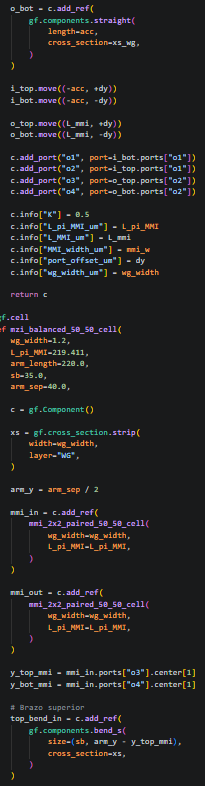 o_bot = c.add_ref(
gf.components.straight(
length=acc,
cross_section=xs_wg,
)
)
i_top.move((-acc, +dy))
i_bot.move((-acc, -dy))
o_top.move((L_mmi, +dy))
o_bot.move((L_mmi, -dy))
c.add_port("o1", port=i_bot.ports["o1"])
c.add_port("o2", port=i_top.ports["o1"])
c.add_port("o3", port=o_top.ports["o2"])
c.add_port("o4", port=o_bot.ports["o2"])
c.info["K"] = 0.5
c.info["L_pi_MMI_um"] = L_pi_MMI
c.info["L_MMI_um"] = L_mmi
c.info["MMI_width_um"] = mmi_w
c.info["port_offset_um"] = dy
c.info["wg_width_um"] = wg_width
return c
gf.cell
ef mzi_balanced_50_50_cell(
wg_width=1.2,
L_pi_MMI=219.411,
arm_length=220.0,
sb=35.0,
arm_sep=40.0,
c = gf.Component()
xs = gf.cross_section.strip(
width=wg_width,
layer="WG",
)
arm_y = arm_sep / 2
mmi_in = c.add_ref(
mmi_2x2_paired_50_50_cell(
wg_width=wg_width,
L_pi_MMI=L_pi_MMI,
)
)
mmi_out = c.add_ref(
mmi_2x2_paired_50_50_cell(
wg_width=wg_width,
L_pi_MMI=L_pi_MMI,
)
)
y_top_mmi = mmi_in.ports["o3"].center[1]
y_bot_mmi = mmi_in.ports["o4"].center[1]
# Brazo superior
top_bend_in = c.add_ref(
gf.components.bend_s(
size=(sb, arm_y - y_top_mmi),
cross_section=xs,
)
)